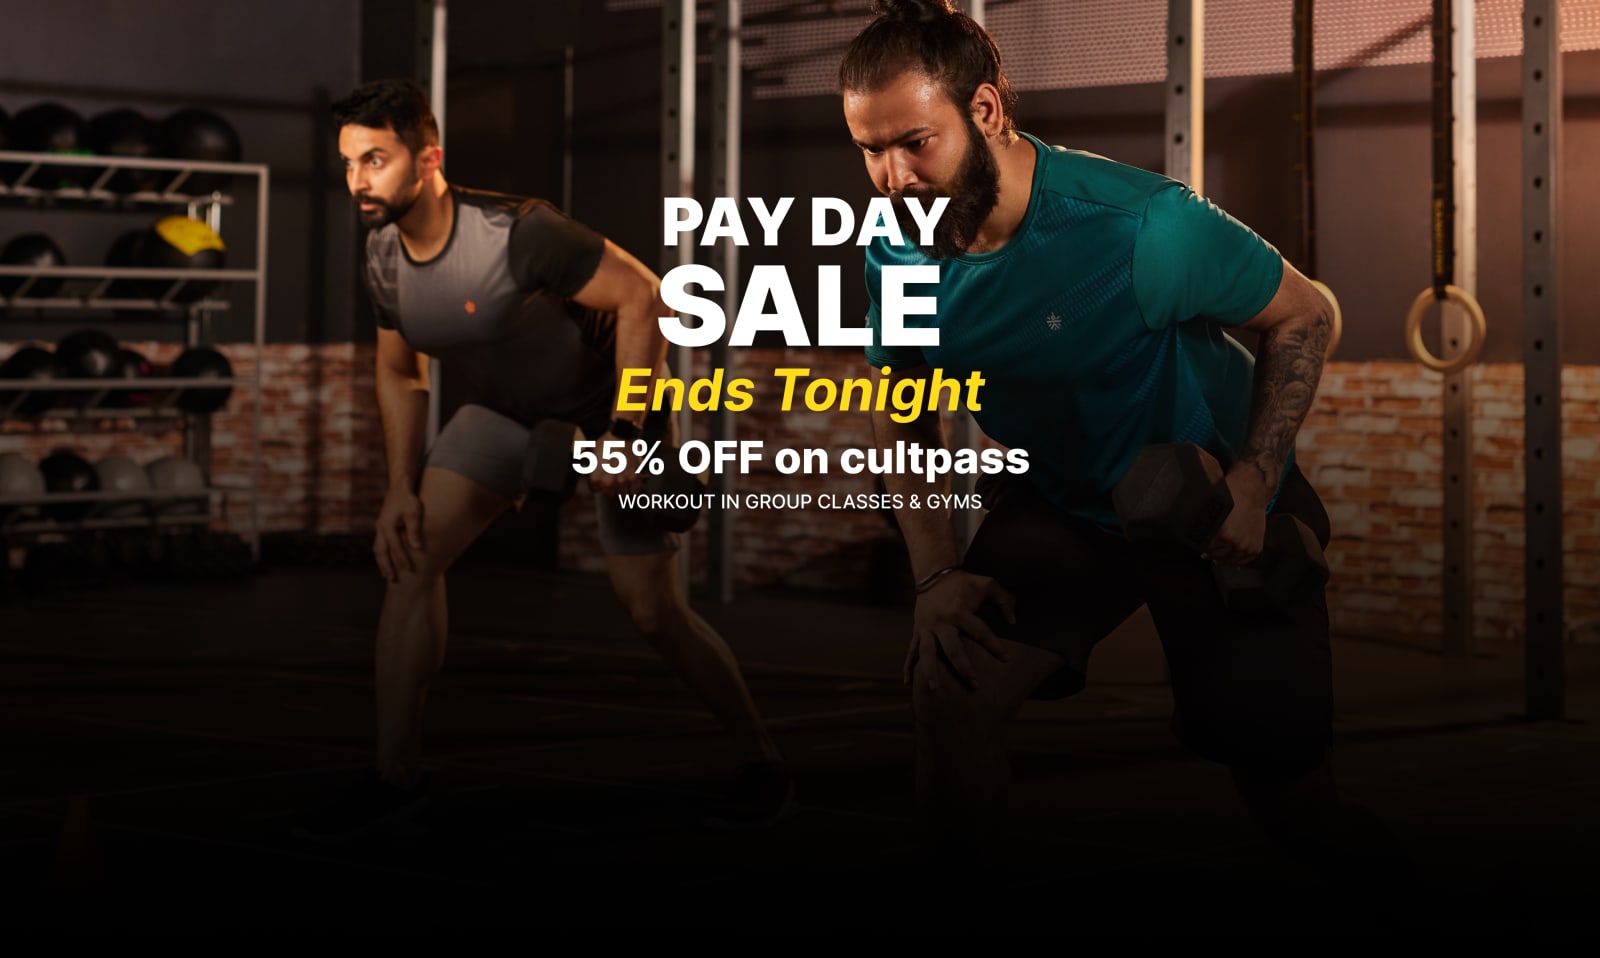 PAY DAY
SALE
Ends Tonight
55% OFF on cultpass
WORKOUT IN GROUP CLASSES & GYMS